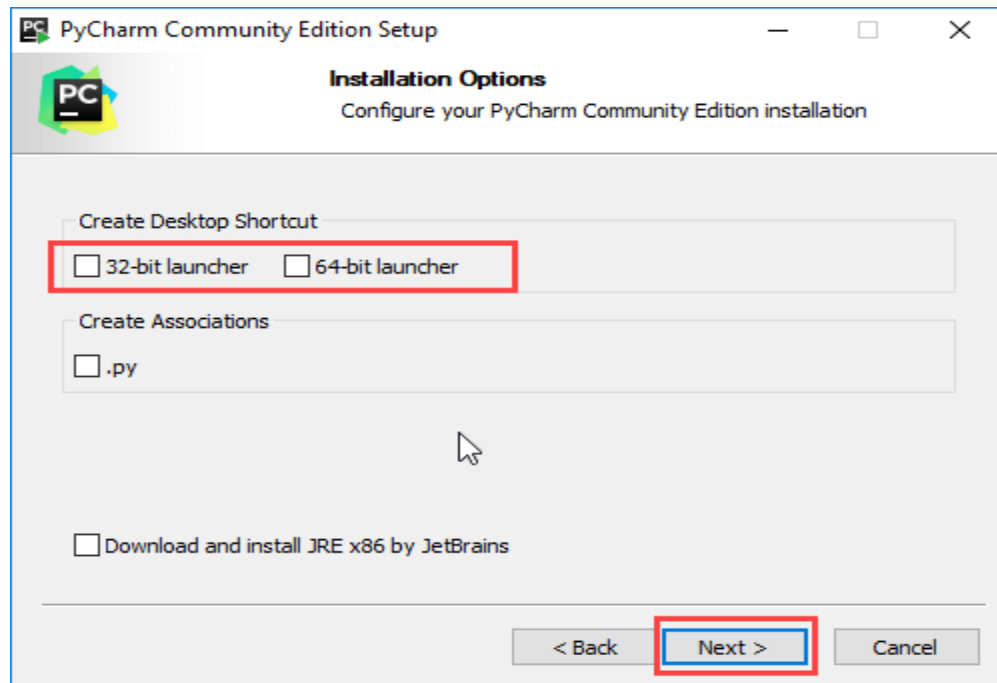 PyCharm Community Edition Setup
PC
Installation Options
Configure your PyCharm Community Edition installation
Create Desktop Shortcut
32-bit launcher 64-bit launcher
Create Associations
.py
Download and install JRE x86 by JetBrains
< Back Next > Cancel